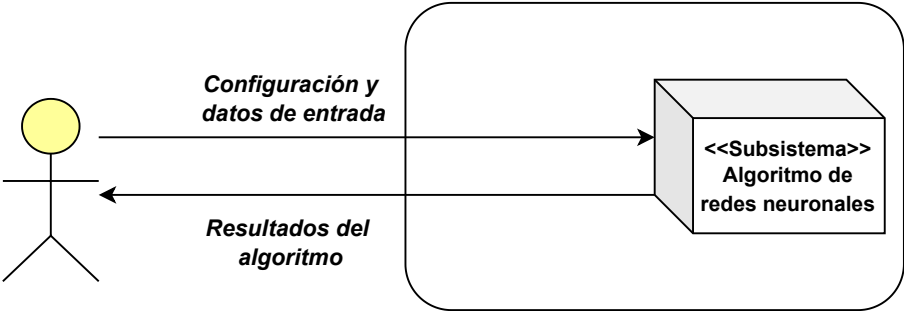 Configuración y
datos de entrada
<<Subsistema>>
Algoritmo de
redes neuronales
Resultados del
algoritmo